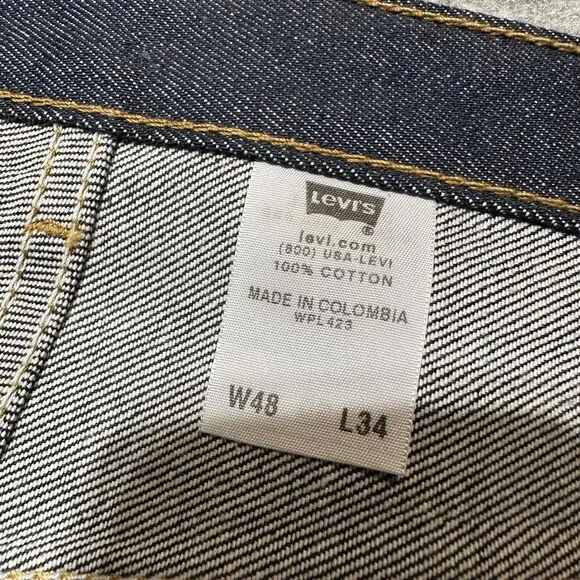 Levi's
®
levi.com
(800) USA-LEVI
100% COTTON
MADE IN COLOMBIA
WPL423
W48 L34